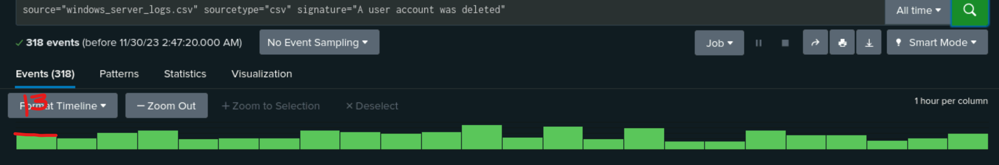 source="windows_server_logs.csv" sourcetype="csv" signature="A user account was deleted"
All time
318 events (before 11/30/23 2:47:20.000 AM)
No Event Sampling
Job
Smart Mode
Events (318) Patterns Statistics Visualization
13
Format Timeline
— Zoom Out
+ Zoom to Selection
× Deselect
1 hour per column